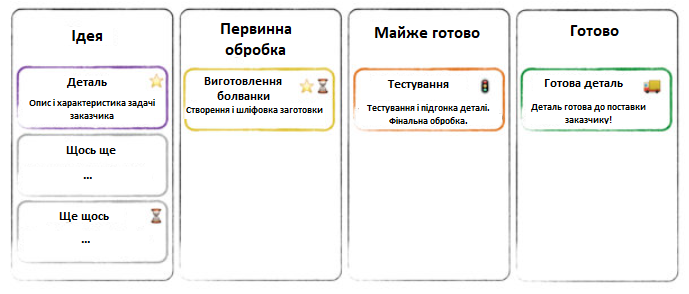 Ідея
Деталь
Опис і характеристика задачі
заказчика
Щось ще
...
Ще щось
...
Первинна
обробка
Виготовлення
болванки
Створення і шліфовка заготовки
Майже готово
Тестування
Тестування і підгонка деталі.
Фінальна обробка.
Готово
Готова деталь
Деталь готова до поставки
заказчику!